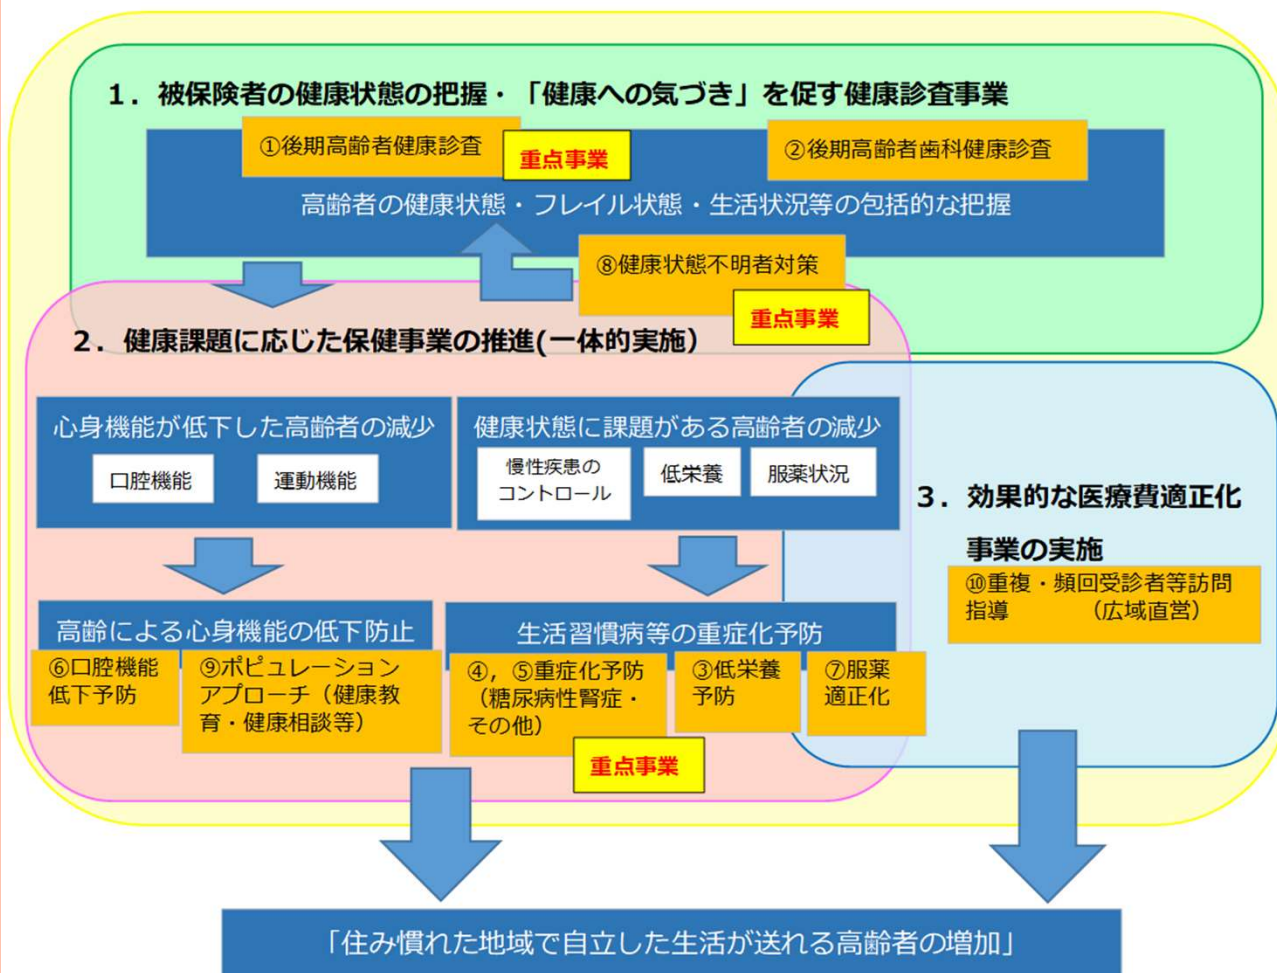 1．被保険者の健康状態の把握・「健康への気づき」を促す健康診査事業
①後期高齢者健康診査
重点事業
②後期高齢者歯科健康診査
高齢者の健康状態・フレイル状態・生活状況等の包括的な把握
⑧健康状態不明者対策
重点事業
2．健康課題に応じた保健事業の推進(一体的実施）
心身機能が低下した高齢者の減少
口腔機能
運動機能
健康状態に課題がある高齢者の減少
慢性疾患の
コントロール
低栄養
服薬状況
高齢による心身機能の低下防止
⑥口腔機能
低下予防
⑨ポピュレーション
アプローチ（健康教
育・健康相談等）
生活習慣病等の重症化予防
④，⑤重症化予防
（糖尿病性腎症・
その他）
重点事業
③低栄養
予防
⑦服薬
適正化
3．効果的な医療費適正化
事業の実施
⑩重複・頻回受診者等訪問
指導　　　　（広域直営）
「住み慣れた地域で自立した生活が送れる高齢者の増加」